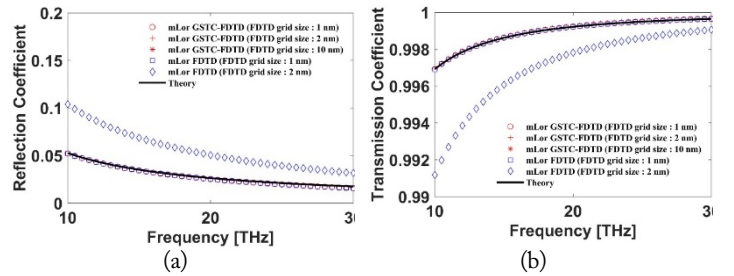 0.2
0.15
0.1
0.05
0
Reflection Coefficient
mLor GSTC-FDTD (FDTD grid size : 1 nm)
mLor GSTC-FDTD (FDTD grid size : 2 nm)
mLor GSTC-FDTD (FDTD grid size : 10 nm)
mLor FDTD (FDTD grid size : 1 nm)
mLor FDTD (FDTD grid size : 2 nm)
Theory
10 20 30
Frequency [THz]
(a)
1
0.998
0.996
0.994
0.992
0.99
Transmission Coefficient
mLor GSTC-FDTD (FDTD grid size : 1 nm)
mLor GSTC-FDTD (FDTD grid size : 2 nm)
mLor GSTC-FDTD (FDTD grid size : 10 nm)
mLor FDTD (FDTD grid size : 1 nm)
mLor FDTD (FDTD grid size : 2 nm)
Theory
10 20 30
Frequency [THz]
(b)